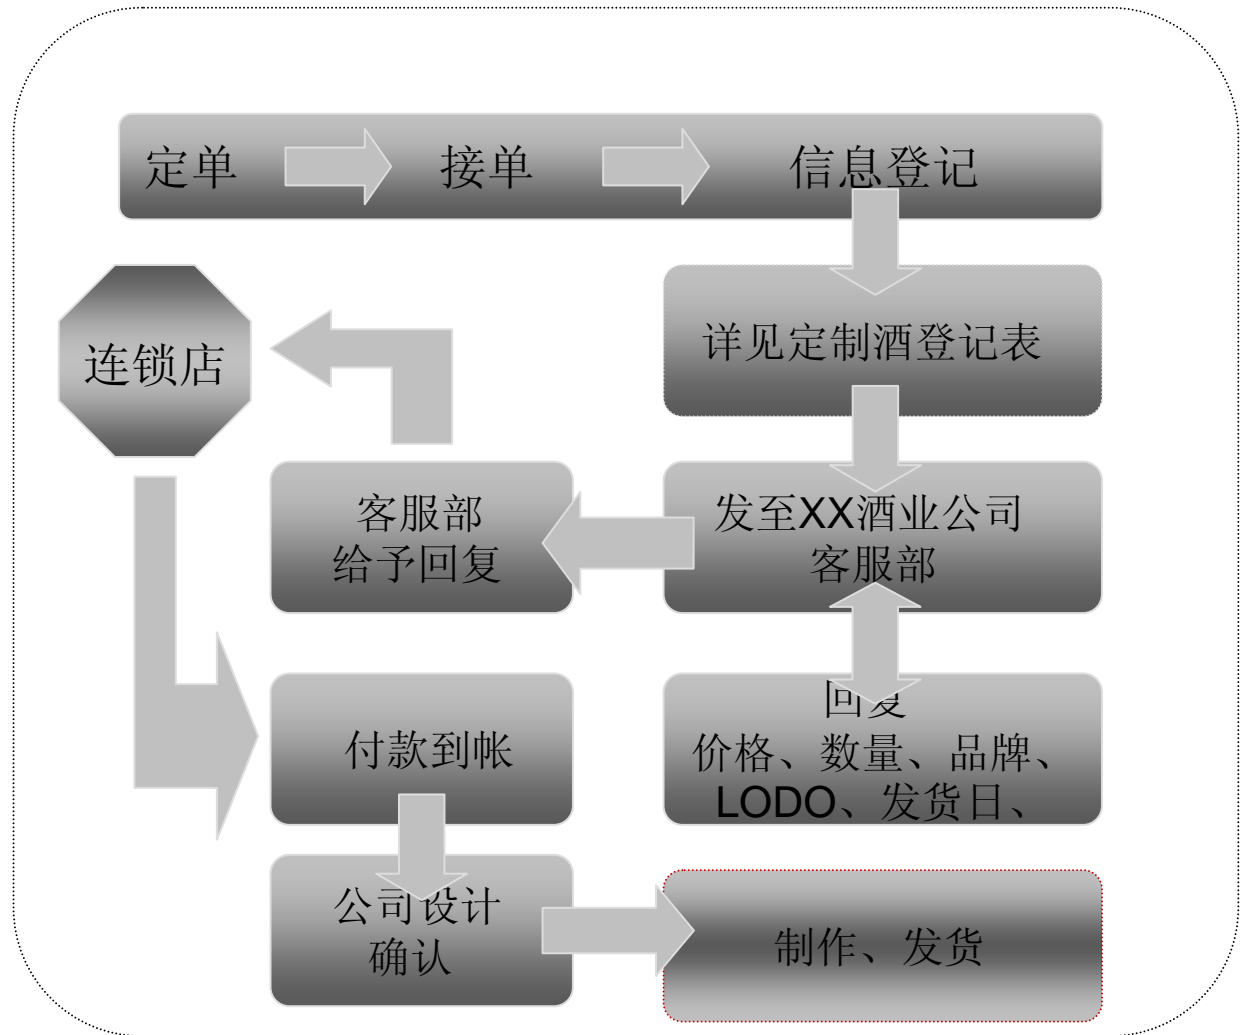 定单
接单
信息登记
连锁店
详见定制酒登记表
客服部
给予回复
发至XX酒业公司
客服部
付款到帐
回复
价格、数量、品牌、
LODO、发货日、
公司设计
确认
制作、发货